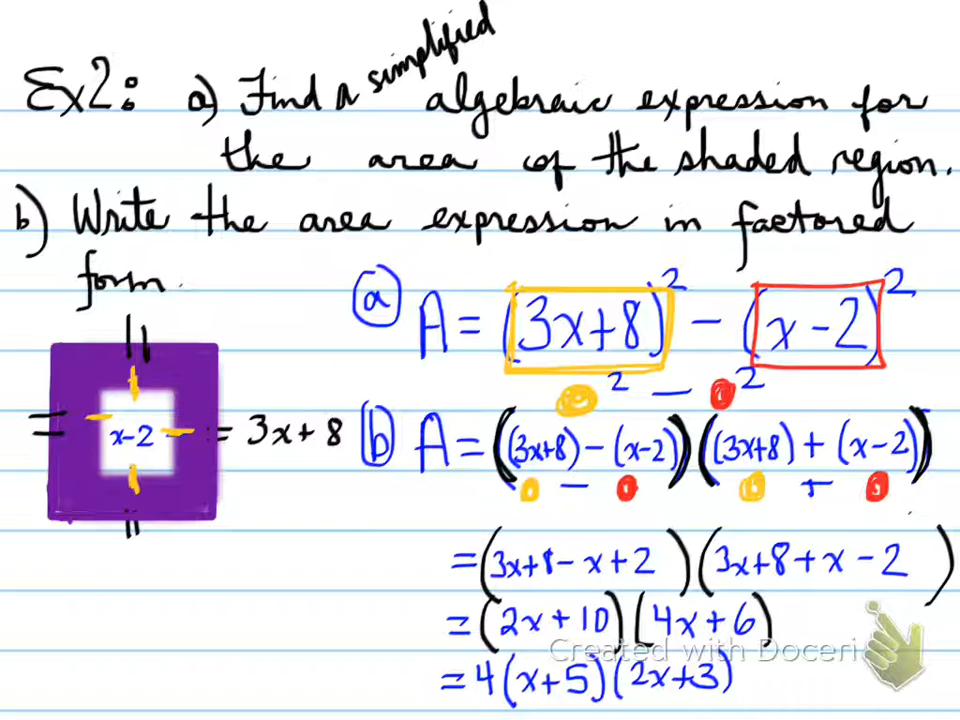 simplified
Ex2: a) Find a algebraic expression for
the area of the shaded region.
b) Write the area expression in factored
form.
(a) A = (3x+8)² − (x−2)²
² − ²
x−2 = 3x+8
(b) A = ((3x+8) − (x−2)) ((3x+8) + (x−2))
− +
= (3x+8−x+2) (3x+8+x−2)
= (2x+10) (4x+6)
Created with Doceri
= 4(x+5)(2x+3)